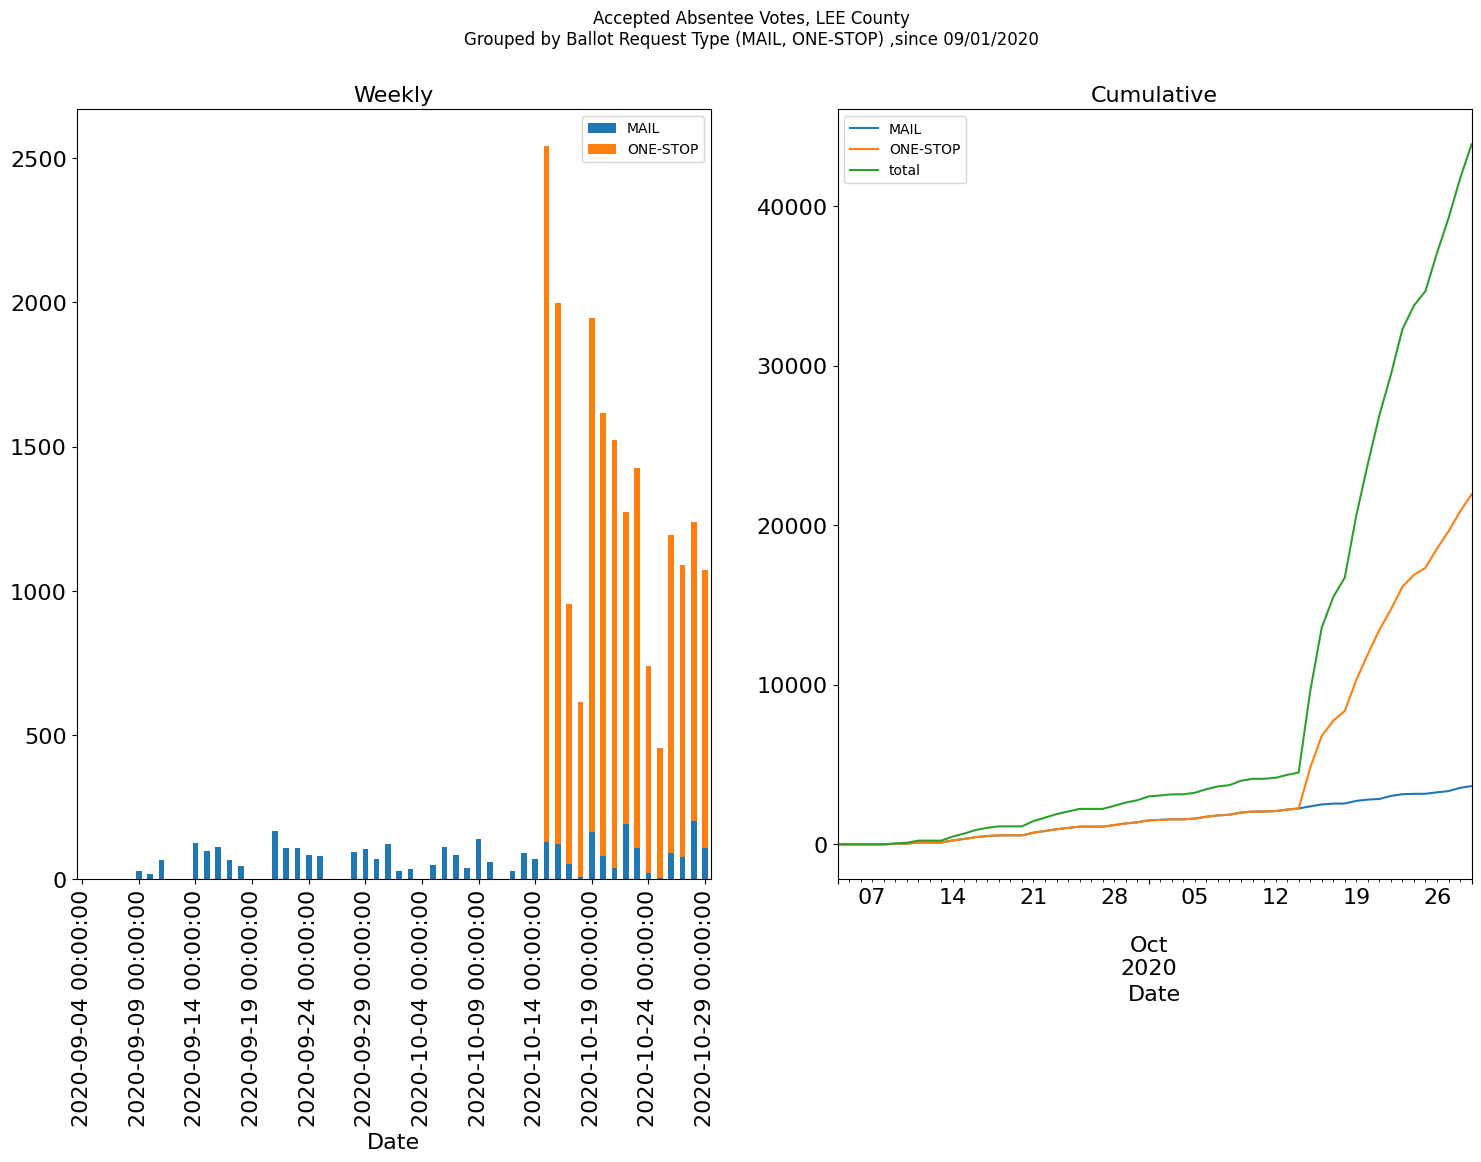 Accepted Absentee Votes, LEE County
Grouped by Ballot Request Type (MAIL, ONE-STOP) ,since 09/01/2020
Weekly
MAIL
ONE-STOP
2500
2000
1500
1000
500
0
2020-09-04 00:00:00
2020-09-09 00:00:00
2020-09-14 00:00:00
2020-09-19 00:00:00
2020-09-24 00:00:00
2020-09-29 00:00:00
2020-10-04 00:00:00
2020-10-09 00:00:00
2020-10-14 00:00:00
2020-10-19 00:00:00
2020-10-24 00:00:00
2020-10-29 00:00:00
Date
Cumulative
MAIL
ONE-STOP
total
40000
30000
20000
10000
0
07 14 21 28 05 12 19 26
Oct
2020
Date